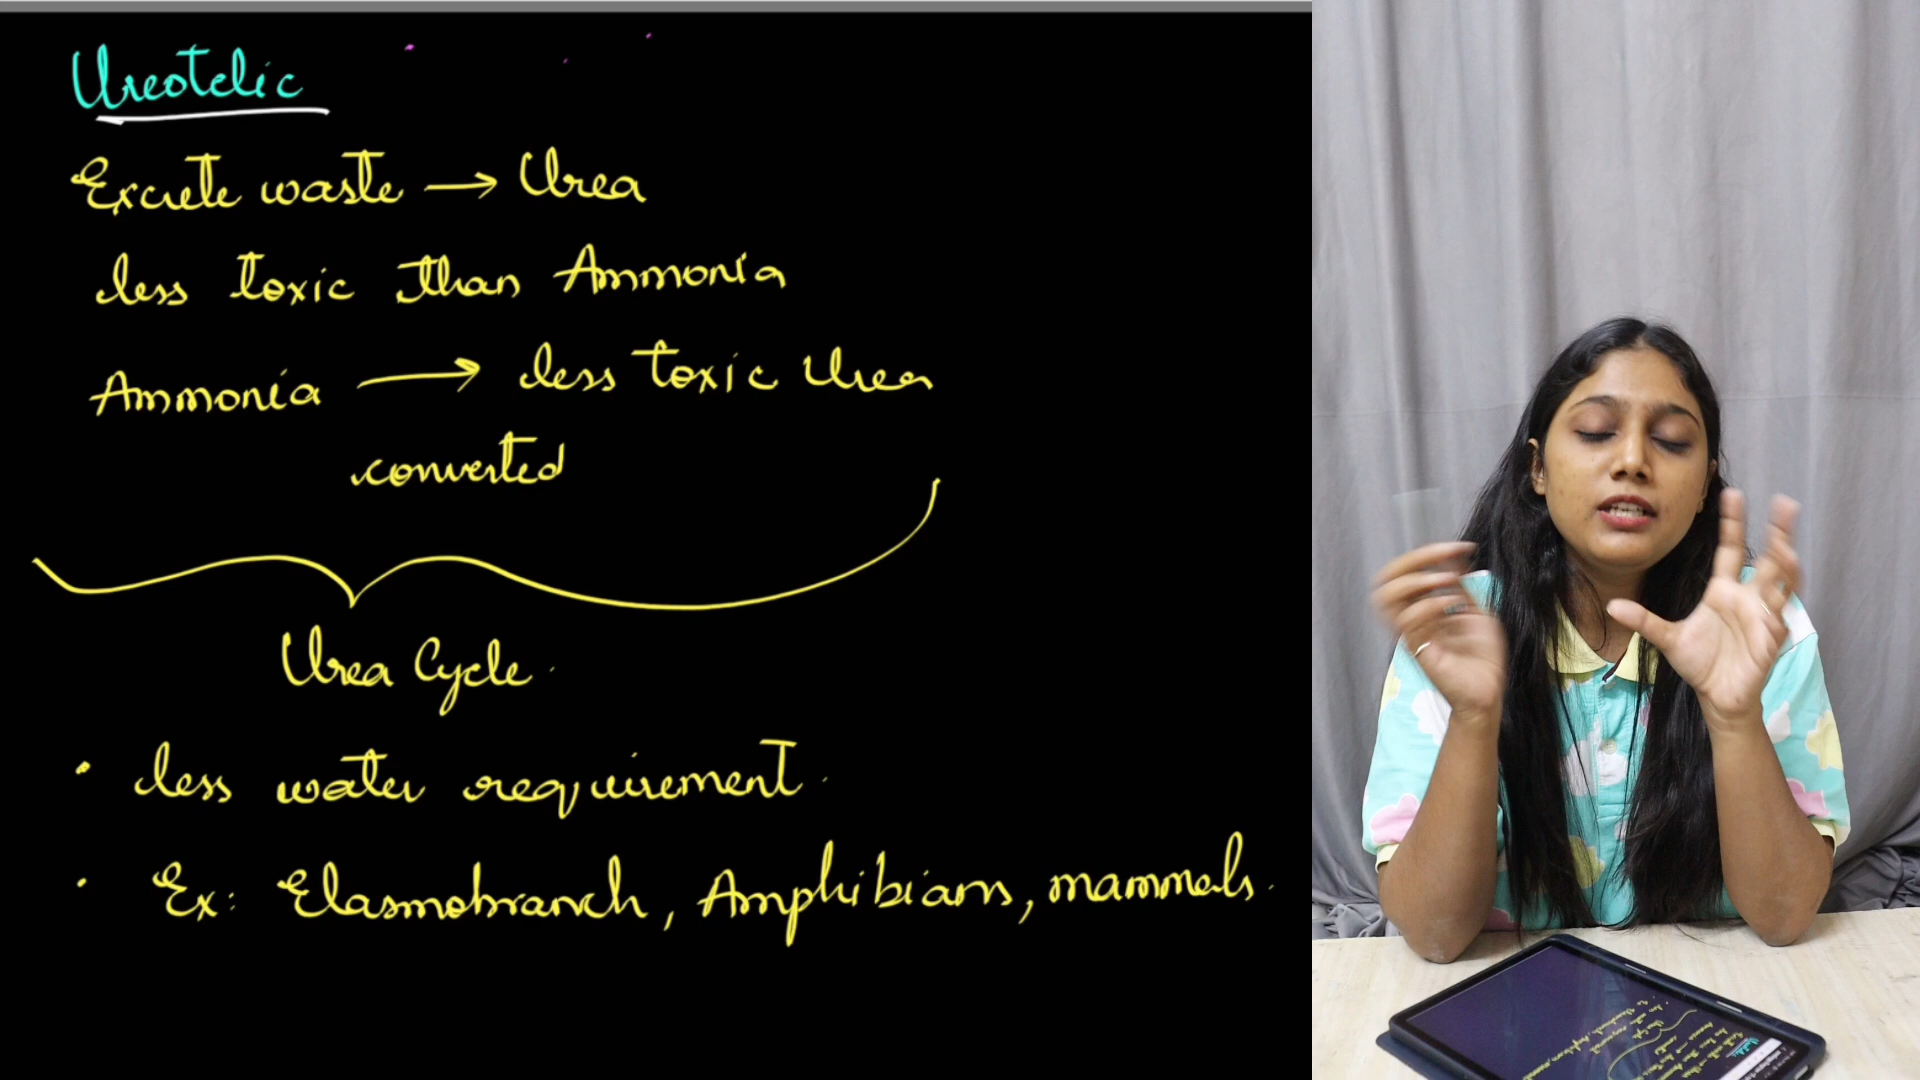 Ureotelic
Excrete waste → Urea
less toxic than Ammonia
Ammonia → less toxic Urea
converted
Urea Cycle.
• less water requirement.
• Ex: Elasmobranch, Amphibians, mammals.